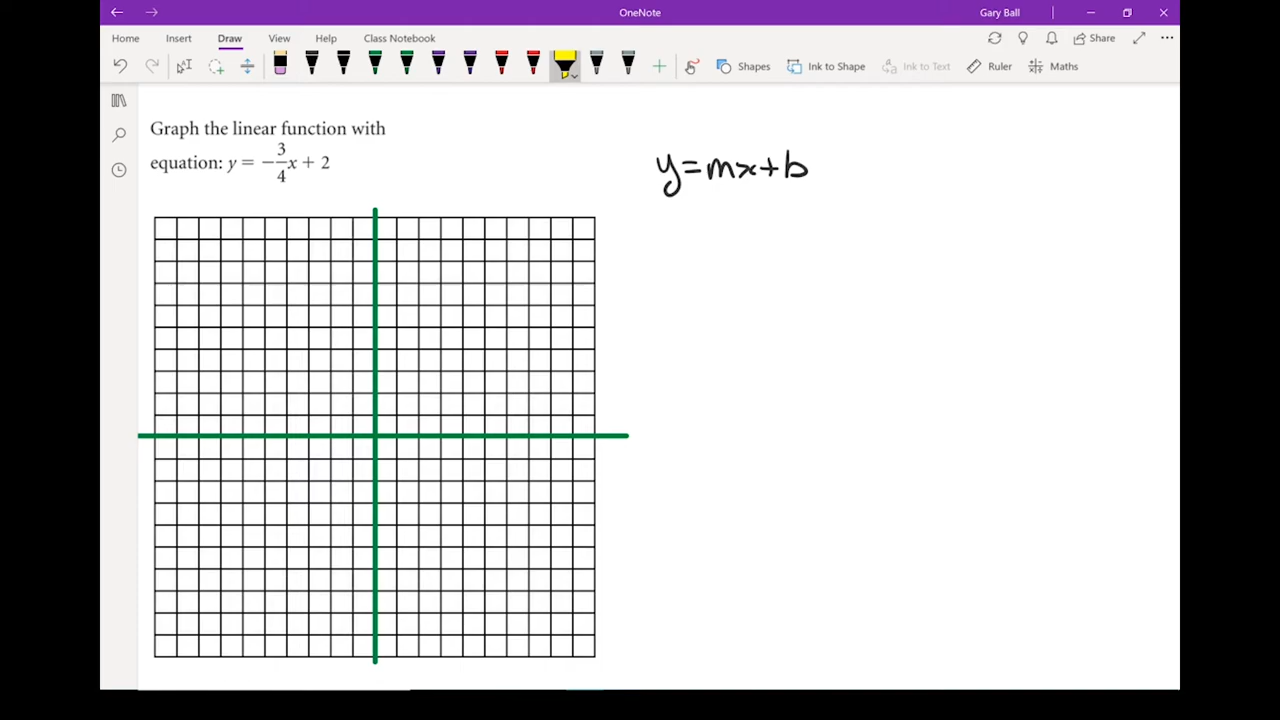 OneNote
Gary Ball
Home Insert Draw View Help Class Notebook
Share
Shapes Ink to Shape Ink to Text Ruler Maths
Graph the linear function with
equation: y = -3/4x + 2
y=mx+b